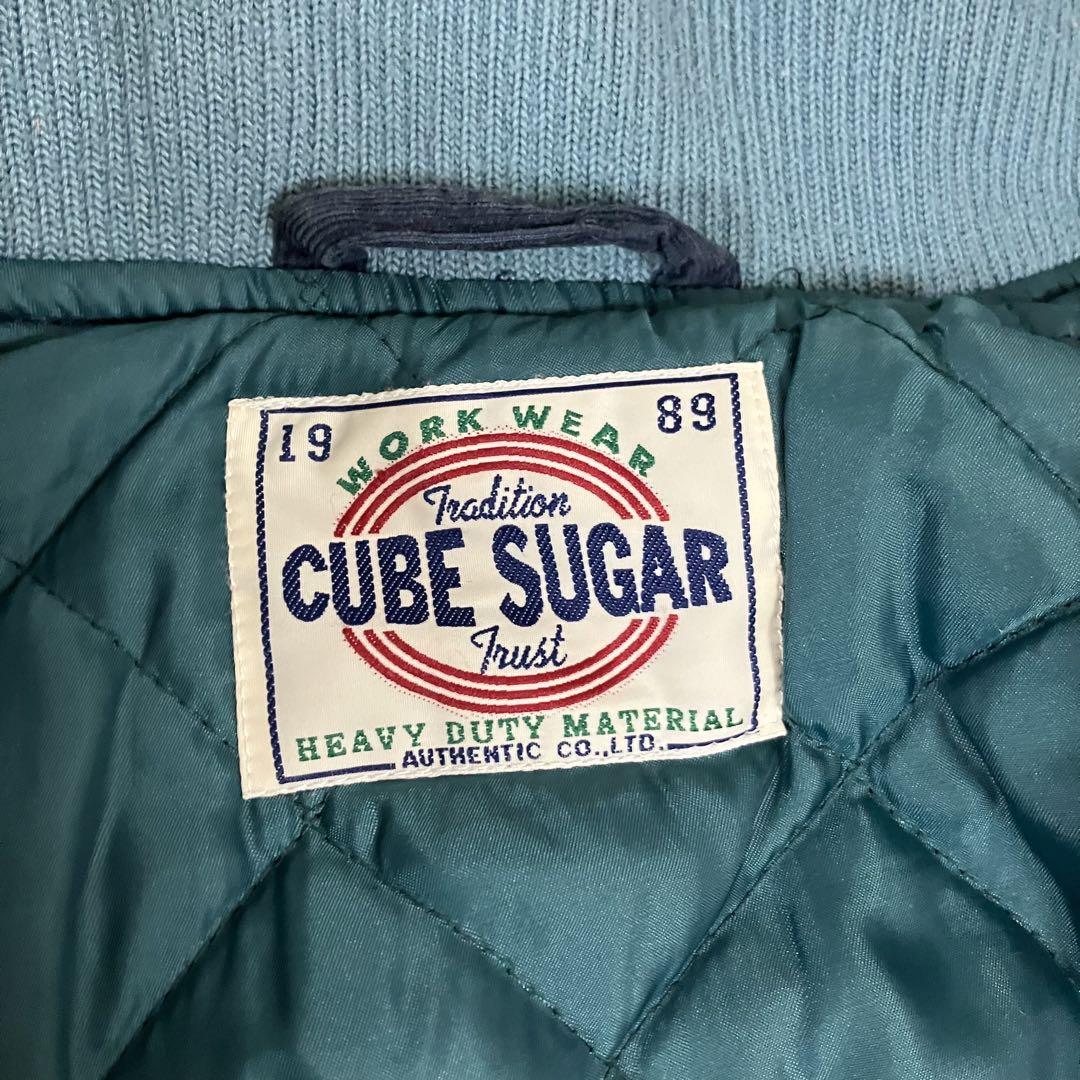 19 89
WORK WEAR
Tradition
CUBE SUGAR
Trust
HEAVY DUTY MATERIAL
AUTHENTIC CO.,LTD.